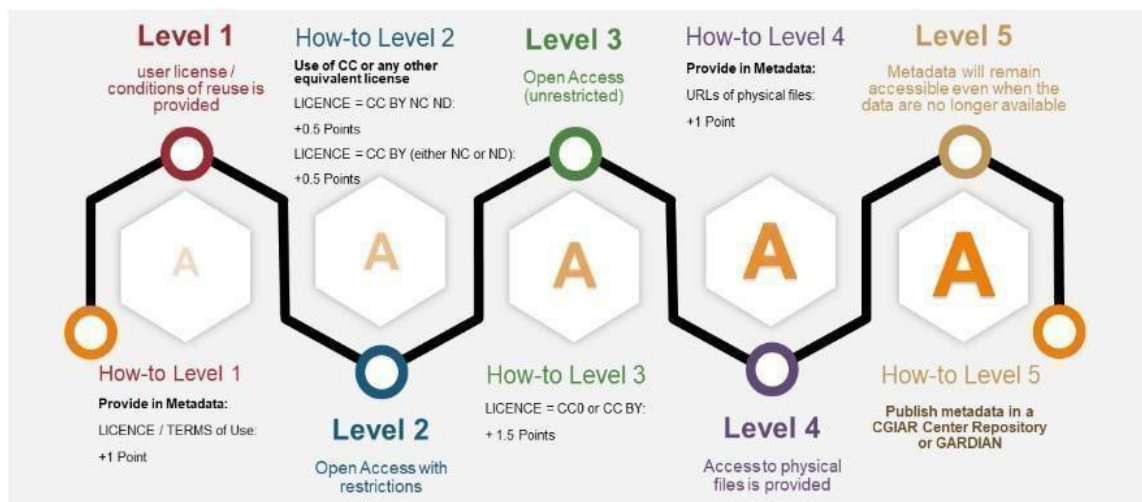 Level 1
user license /
conditions of reuse is
provided
How-to Level 2
Use of CC or any other
equivalent license
LICENCE = CC BY NC ND:
+0.5 Points
LICENCE = CC BY (either NC or ND):
+0.5 Points
Level 3
Open Access
(unrestricted)
How-to Level 4
Provide in Metadata:
URLs of physical files:
+1 Point
Level 5
Metadata will remain
accessible even when the
data are no longer available
A
A
A
A
A
How-to Level 1
Provide in Metadata:
LICENCE / TERMS of Use:
+1 Point
Level 2
Open Access with
restrictions
How-to Level 3
LICENCE = CC0 or CC BY:
+ 1.5 Points
Level 4
Access to physical
files is provided
How-to Level 5
Publish metadata in a
CGIAR Center Repository
or GARDIAN